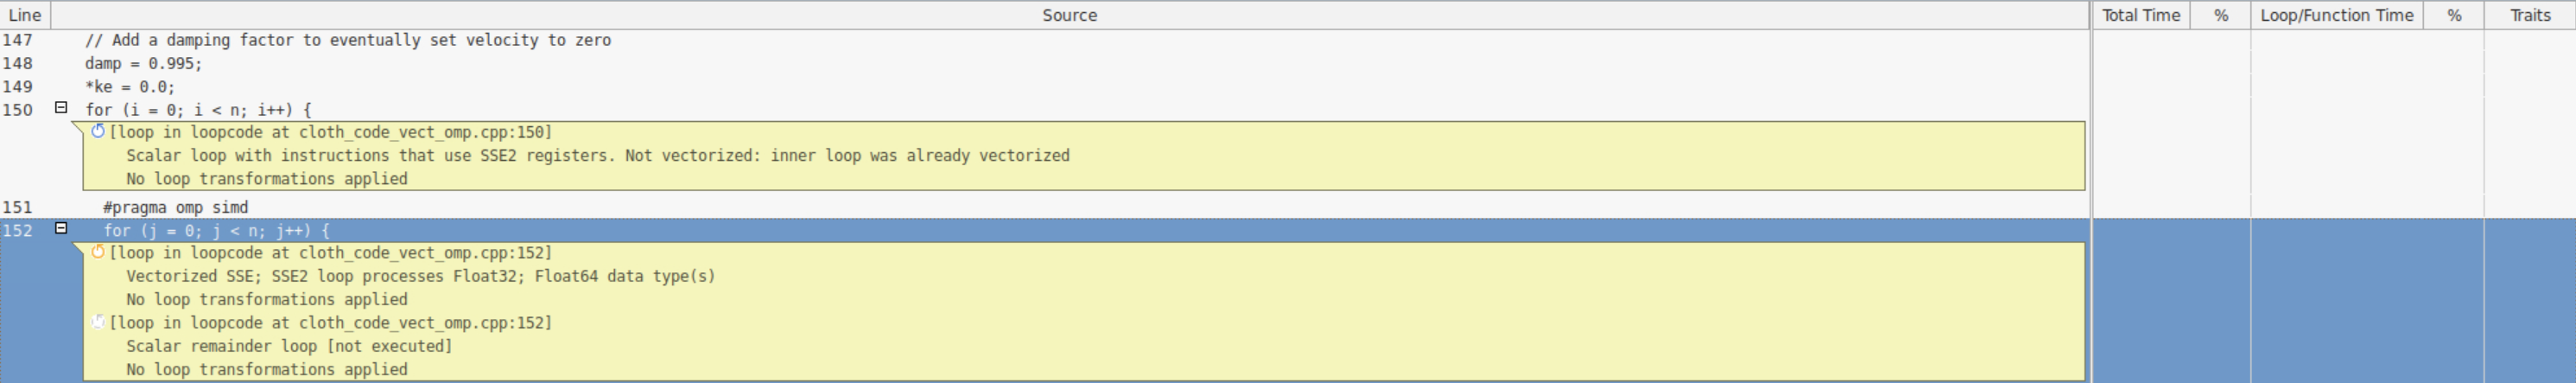 Line Source Total Time % Loop/Function Time % Traits
147 // Add a damping factor to eventually set velocity to zero
148 damp = 0.995;
149 *ke = 0.0;
150 for (i = 0; i < n; i++) {
[loop in loopcode at cloth_code_vect_omp.cpp:150]
Scalar loop with instructions that use SSE2 registers. Not vectorized: inner loop was already vectorized
No loop transformations applied
151 #pragma omp simd
152 for (j = 0; j < n; j++) {
[loop in loopcode at cloth_code_vect_omp.cpp:152]
Vectorized SSE; SSE2 loop processes Float32; Float64 data type(s)
No loop transformations applied
[loop in loopcode at cloth_code_vect_omp.cpp:152]
Scalar remainder loop [not executed]
No loop transformations applied